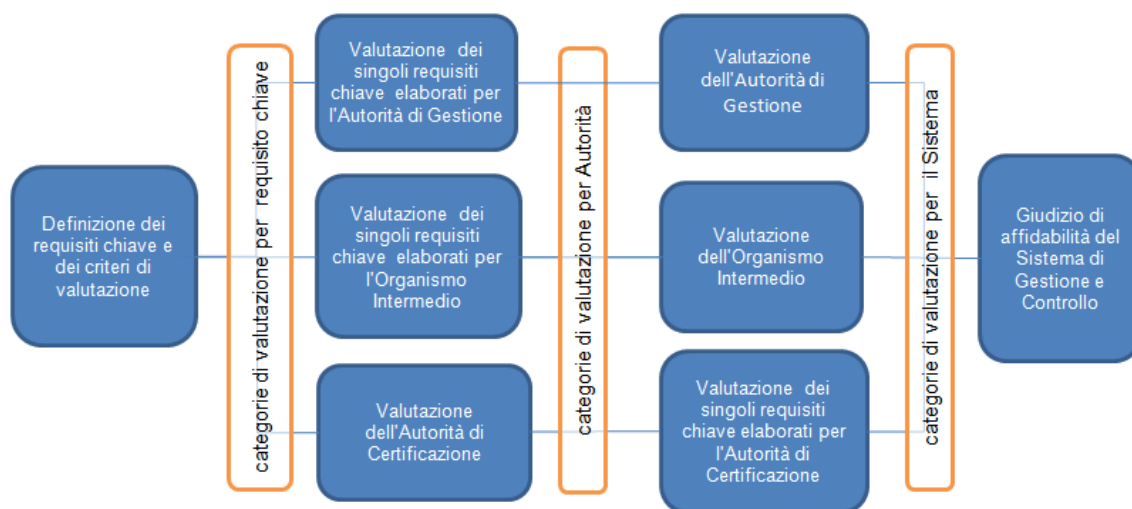 Definizione dei
requisiti chiave e
dei criteri di
valutazione
categorie di valutazione per requisito chiave
Valutazione dei
singoli requisiti
chiave elaborati per
l'Autorità di Gestione
Valutazione dei
singoli requisiti
chiave elaborati per
l'Organismo
Intermedio
Valutazione
dell'Autorità di
Certificazione
categorie di valutazione per Autorità
Valutazione
dell'Autorità di
Gestione
Valutazione
dell'Organismo
Intermedio
Valutazione dei
singoli requisiti
chiave elaborati per
l'Autorità di
Certificazione
categorie di valutazione per il Sistema
Giudizio di
affidabilità del
Sistema di
Gestione e
Controllo